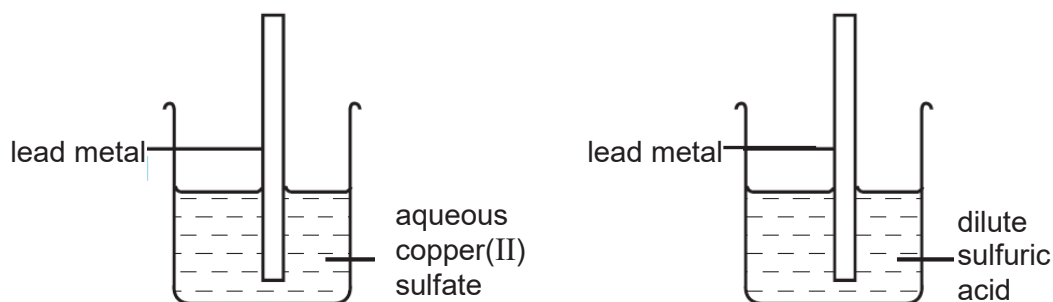 lead metal
aqueous
copper(II)
sulfate
lead metal
dilute
sulfuric
acid